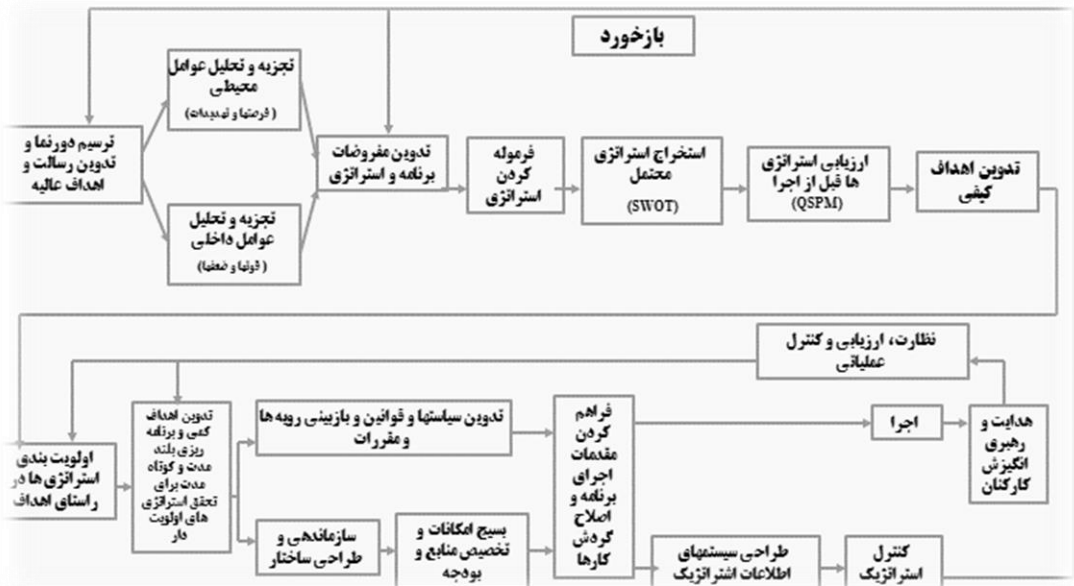 بازخورد
ترسیم دورنما و
تدوین رسالت و
اهداف عالیه
تجزیه و تحلیل عوامل
محیطی
(فرصتها و تهدیدات)
تجزیه و تحلیل
عوامل داخلی
(قوتها و ضعفها)
تدوین مفروضات
برنامه و استراتژی
فرموله
کردن
استراتژی
استخراج استراتژی
محتمل
(SWOT)
ارزیابی استراتژی
ها قبل از اجرا
(QSPM)
تدوین اهداف
کیفی
اولویت بندی
استراتژی ها در
راستای اهداف
تدوین اهداف
کمی و برنامه
ریزی بلند
مدت و کوتاه
مدت برای
تحقق استراتژی
های اولویت
دار
تدوین سیاستها و قوانین و بازبینی رویه ها
و مقررات
سازماندهی و
طراحی ساختار
بسیج امکانات و
تخصیص منابع و
بودجه
فراهم
کردن
مقدمات
اجرای
برنامه و
اصلاح
گردش
کارها
اجرا
هدایت و
رهبری
انگیزش
کارکنان
نظارت، ارزیابی و کنترل
عملیاتی
طراحی سیستمهای
اطلاعات اشتراتژیک
کنترل
استراتژیک